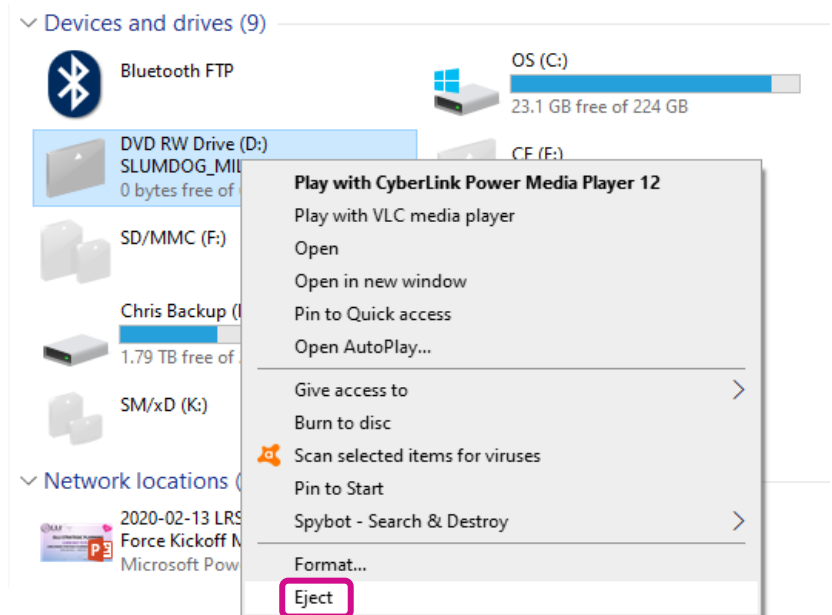 Devices and drives (9)
Bluetooth FTP
OS (C:)
23.1 GB free of 224 GB
DVD RW Drive (D:)
SLUMDOG_MIL
0 bytes free of
CF (E:)
SD/MMC (F:)
Chris Backup (
1.79 TB free of
SM/xD (K:)
Network locations (
2020-02-13 LRS
Force Kickoff
Microsoft Pow
Play with CyberLink Power Media Player 12
Play with VLC media player
Open
Open in new window
Pin to Quick access
Open AutoPlay...
Give access to
Burn to disc
Scan selected items for viruses
Pin to Start
Spybot - Search & Destroy
Format...
Eject